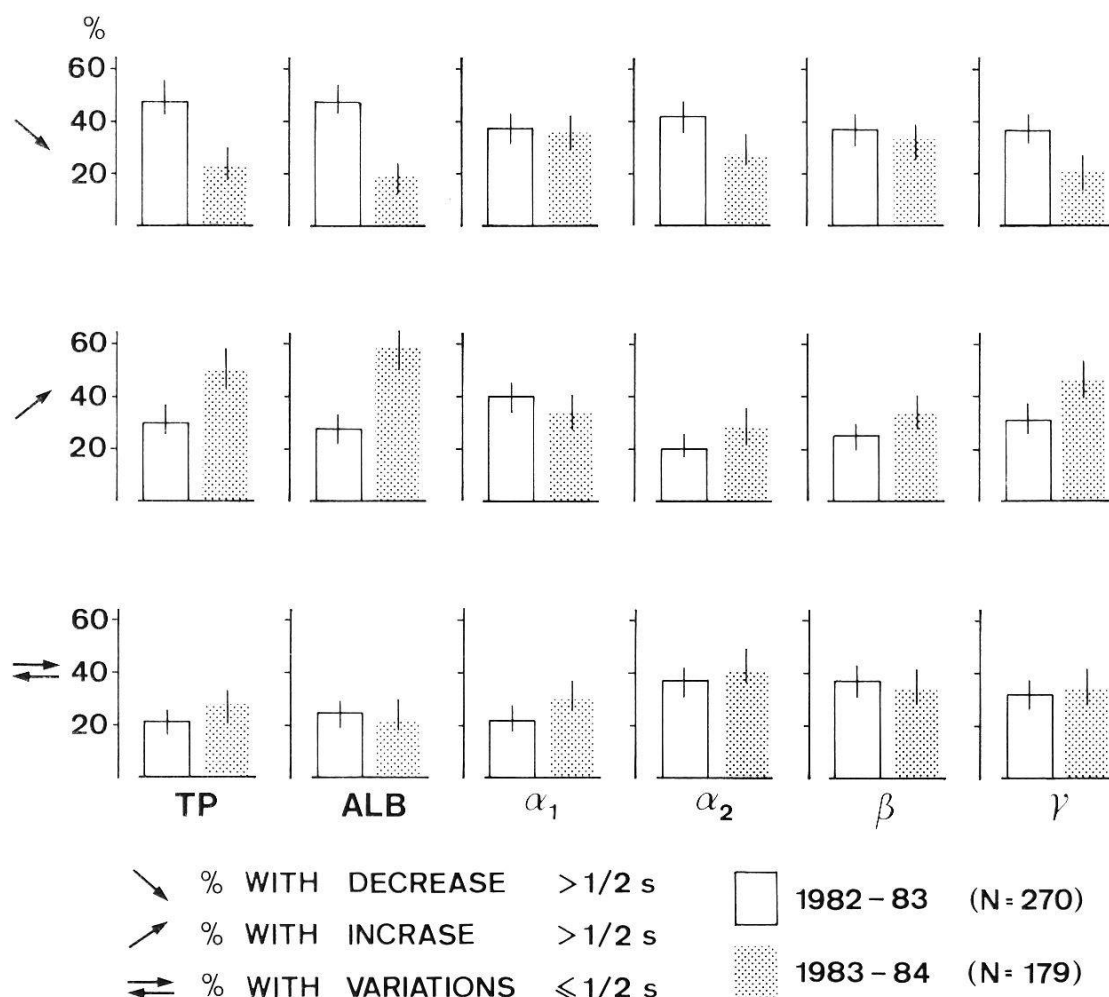 %
60
40
20
60
40
20
60
40
20
TP ALB α₁ α₂ β γ
↘ % WITH DECREASE >1/2 s
↗ % WITH INCRASE >1/2 s
⇄ % WITH VARIATIONS ⩽1/2 s
1982-83 (N=270)
1983-84 (N=179)